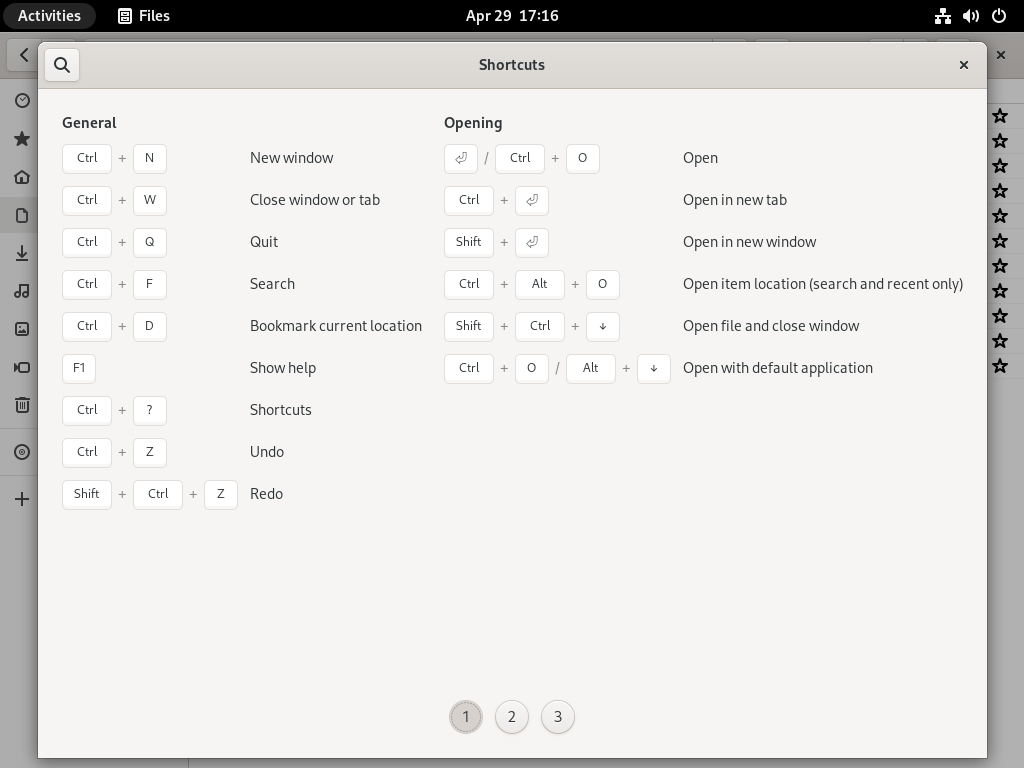 Activities Files Apr 29 17:16
Shortcuts
General
Ctrl + N New window
Ctrl + W Close window or tab
Ctrl + Q Quit
Ctrl + F Search
Ctrl + D Bookmark current location
F1 Show help
Ctrl + ? Shortcuts
Ctrl + Z Undo
Shift + Ctrl + Z Redo
Opening
⏎ / Ctrl + O Open
Ctrl + ⏎ Open in new tab
Shift + ⏎ Open in new window
Ctrl + Alt + O Open item location (search and recent only)
Shift + Ctrl + ↓ Open file and close window
Ctrl + O / Alt + ↓ Open with default application
1 2 3